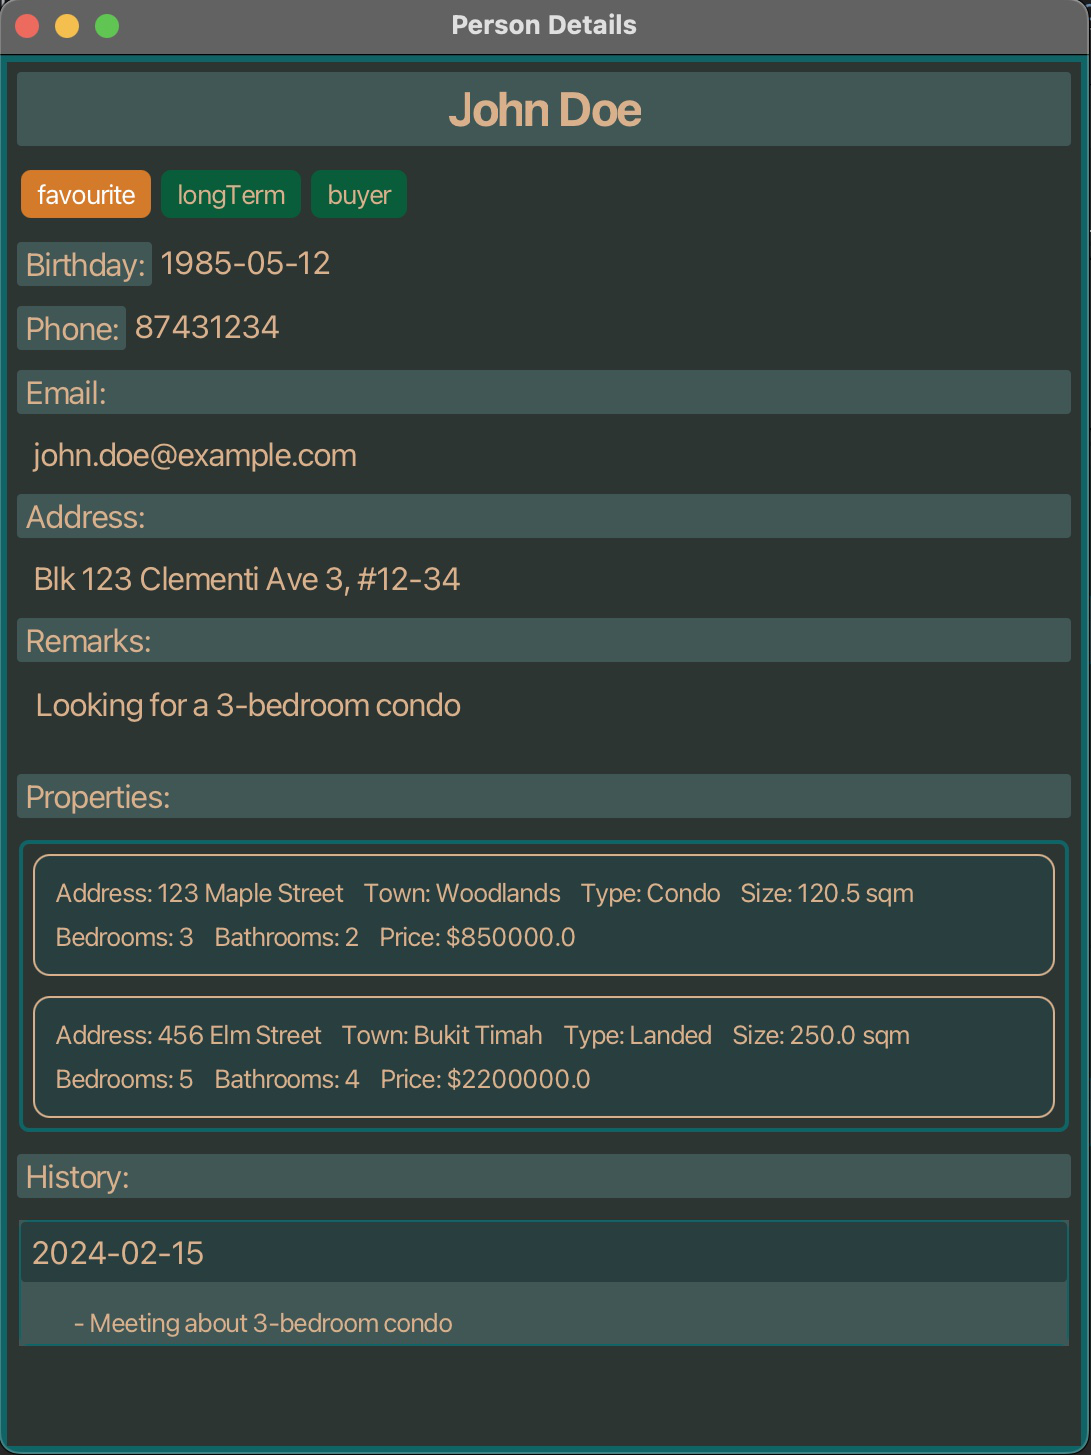 Person Details
John Doe
favourite longTerm buyer
Birthday: 1985-05-12
Phone: 87431234
Email:
john.doe@example.com
Address:
Blk 123 Clementi Ave 3, #12-34
Remarks:
Looking for a 3-bedroom condo
Properties:
Address: 123 Maple Street Town: Woodlands Type: Condo Size: 120.5 sqm
Bedrooms: 3 Bathrooms: 2 Price: $850000.0
Address: 456 Elm Street Town: Bukit Timah Type: Landed Size: 250.0 sqm
Bedrooms: 5 Bathrooms: 4 Price: $2200000.0
History:
2024-02-15
- Meeting about 3-bedroom condo